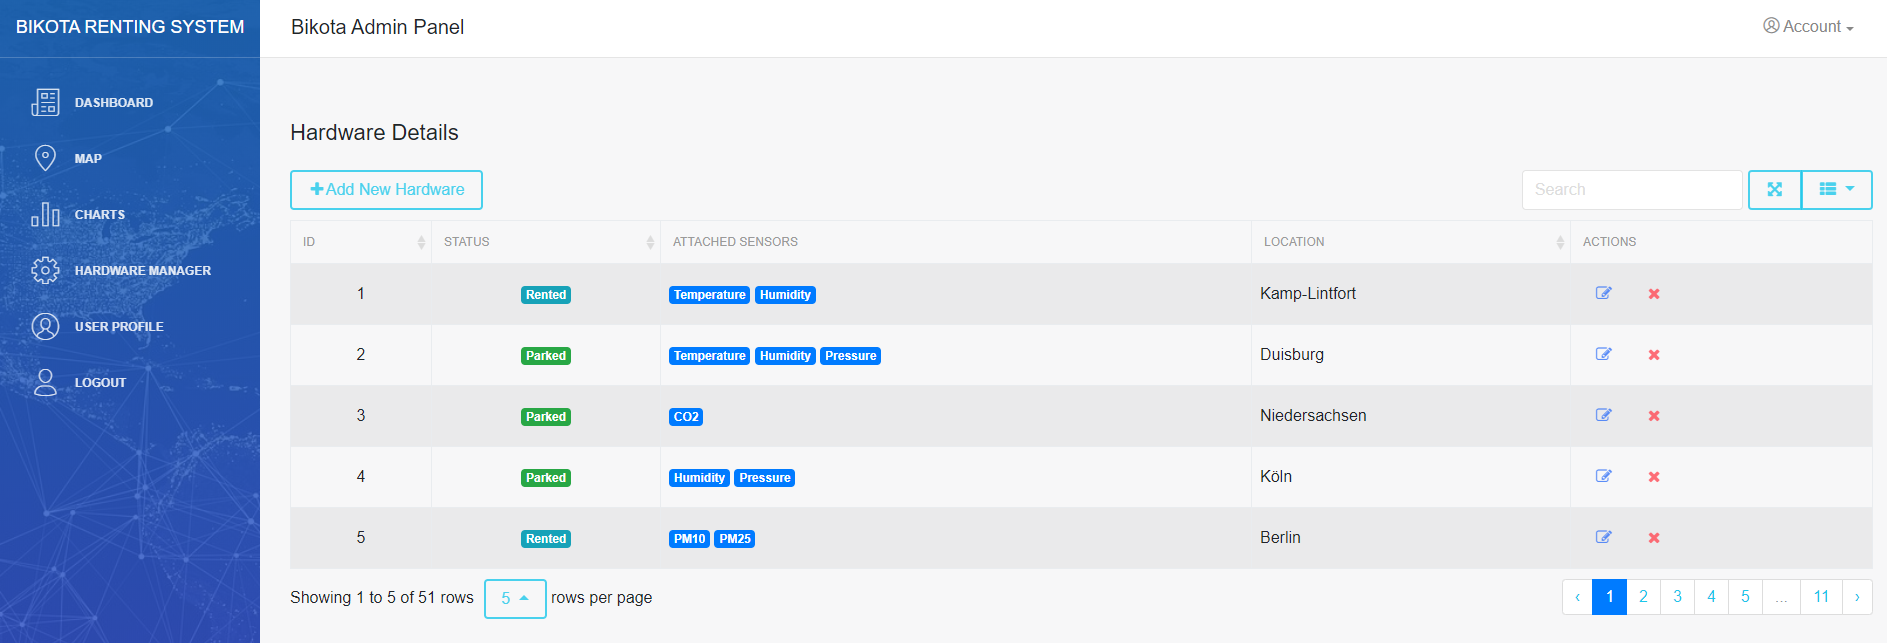 BIKOTA RENTING SYSTEM
Bikota Admin Panel
Account
DASHBOARD
MAP
CHARTS
HARDWARE MANAGER
USER PROFILE
LOGOUT
Hardware Details
Add New Hardware
Search
ID STATUS ATTACHED SENSORS LOCATION ACTIONS
1 Rented Temperature Humidity Kamp-Lintfort
2 Parked Temperature Humidity Pressure Duisburg
3 Parked CO2 Niedersachsen
4 Parked Humidity Pressure Köln
5 Rented PM10 PM25 Berlin
Showing 1 to 5 of 51 rows 5 rows per page
‹ 1 2 3 4 5 ... 11 ›